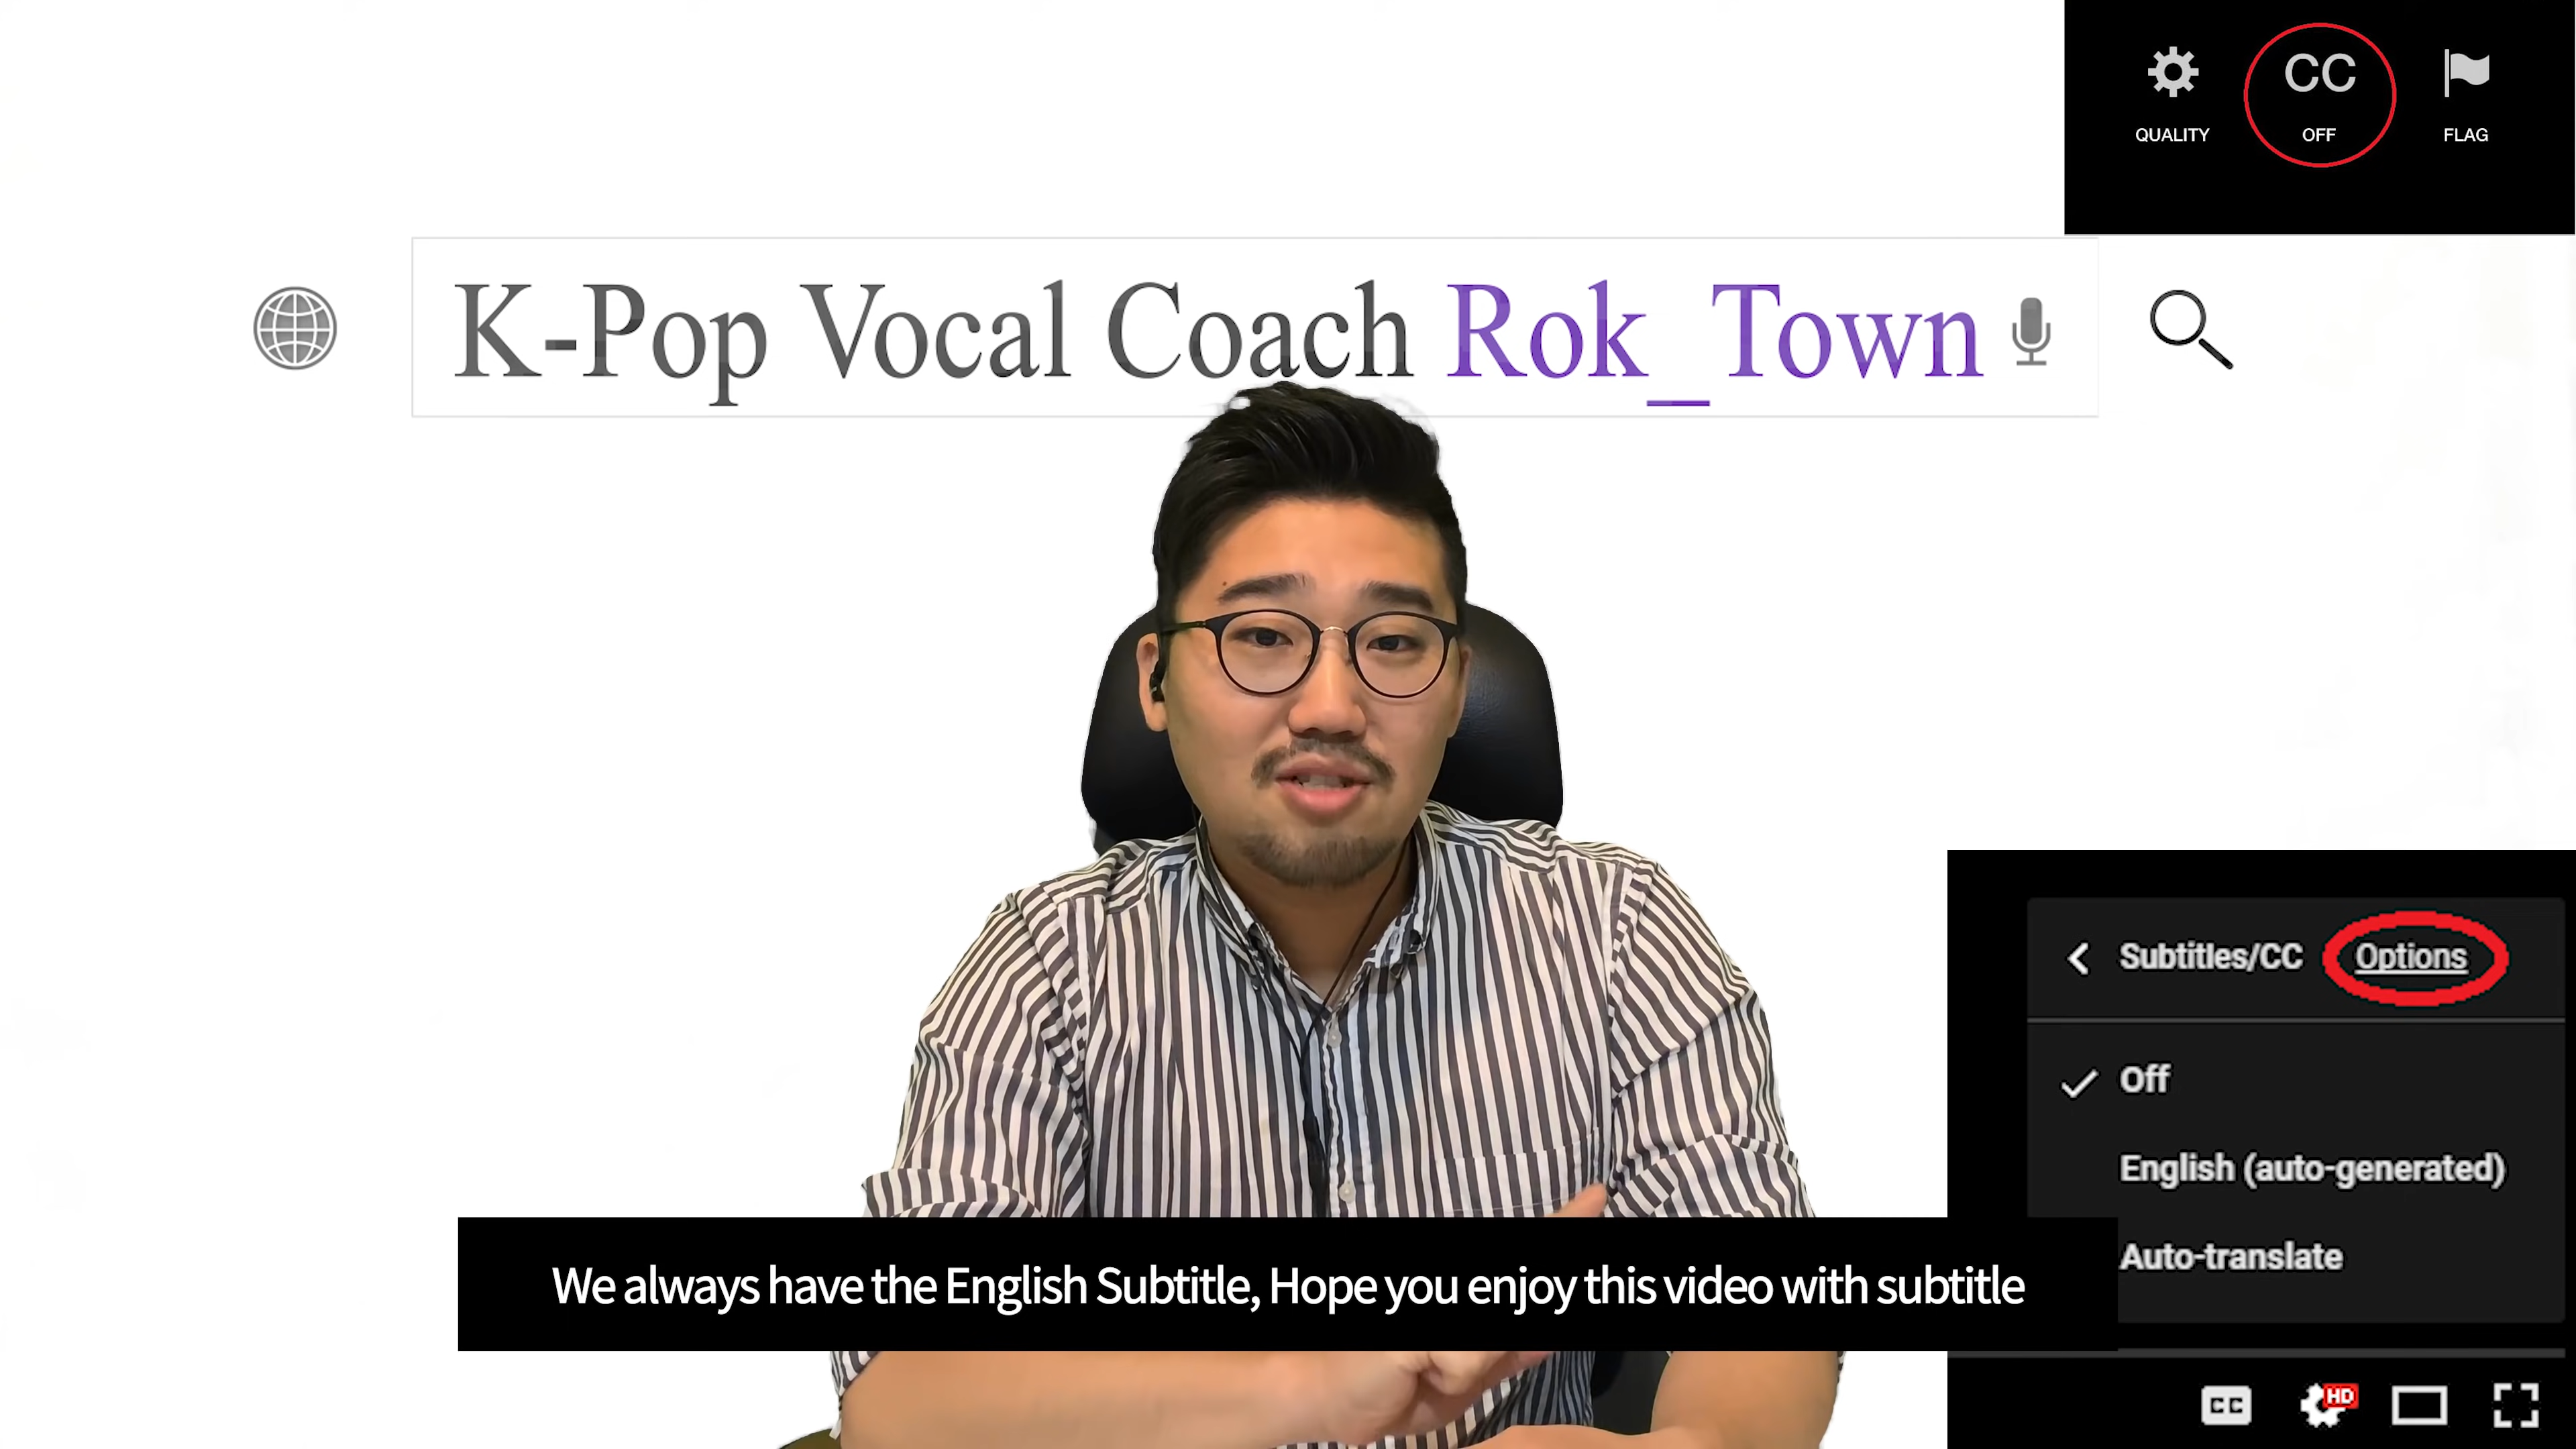 CC
QUALITY OFF FLAG
K-Pop Vocal Coach Rok_Town
Subtitles/CC Options
Off
English (auto-generated)
Auto-translate
We always have the English Subtitle, Hope you enjoy this video with subtitle
CC HD